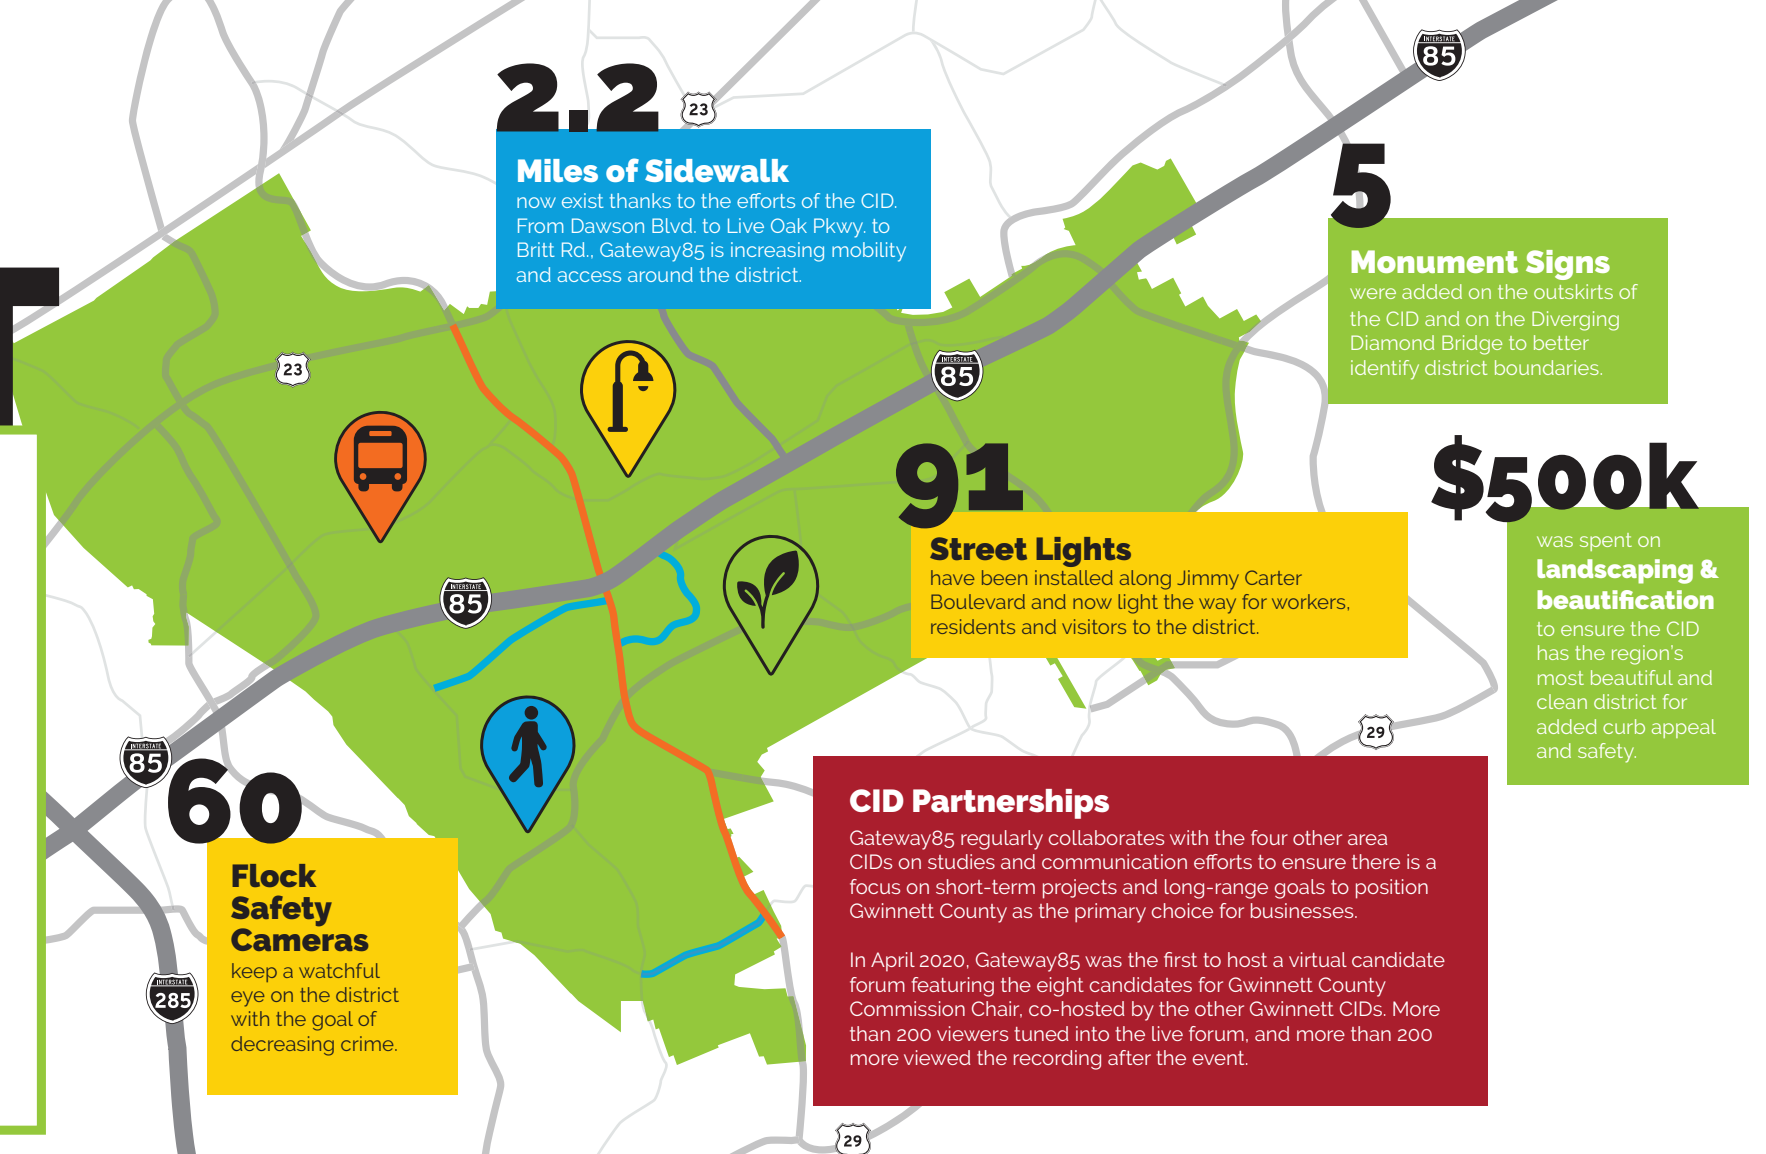 T
2.2
Miles of Sidewalk
now exist thanks to the efforts of the CID.
From Dawson Blvd. to Live Oak Pkwy. to
Britt Rd., Gateway85 is increasing mobility
and access around the district.
23
INTERSTATE
85
5
Monument Signs
were added on the outskirts of
the CID and on the Diverging
Diamond Bridge to better
identify district boundaries.
23
INTERSTATE
85
91
Street Lights
have been installed along Jimmy Carter
Boulevard and now light the way for workers,
residents and visitors to the district.
$500k
was spent on
landscaping &
beautification
to ensure the CID
has the region's
most beautiful and
clean district for
added curb appeal
and safety.
INTERSTATE
85
INTERSTATE
85
60
Flock
Safety
Cameras
keep a watchful
eye on the district
with the goal of
decreasing crime.
INTERSTATE
285
29
CID Partnerships
Gateway85 regularly collaborates with the four other area
CIDs on studies and communication efforts to ensure there is a
focus on short-term projects and long-range goals to position
Gwinnett County as the primary choice for businesses.
In April 2020, Gateway85 was the first to host a virtual candidate
forum featuring the eight candidates for Gwinnett County
Commission Chair, co-hosted by the other Gwinnett CIDs. More
than 200 viewers tuned into the live forum, and more than 200
more viewed the recording after the event.
29